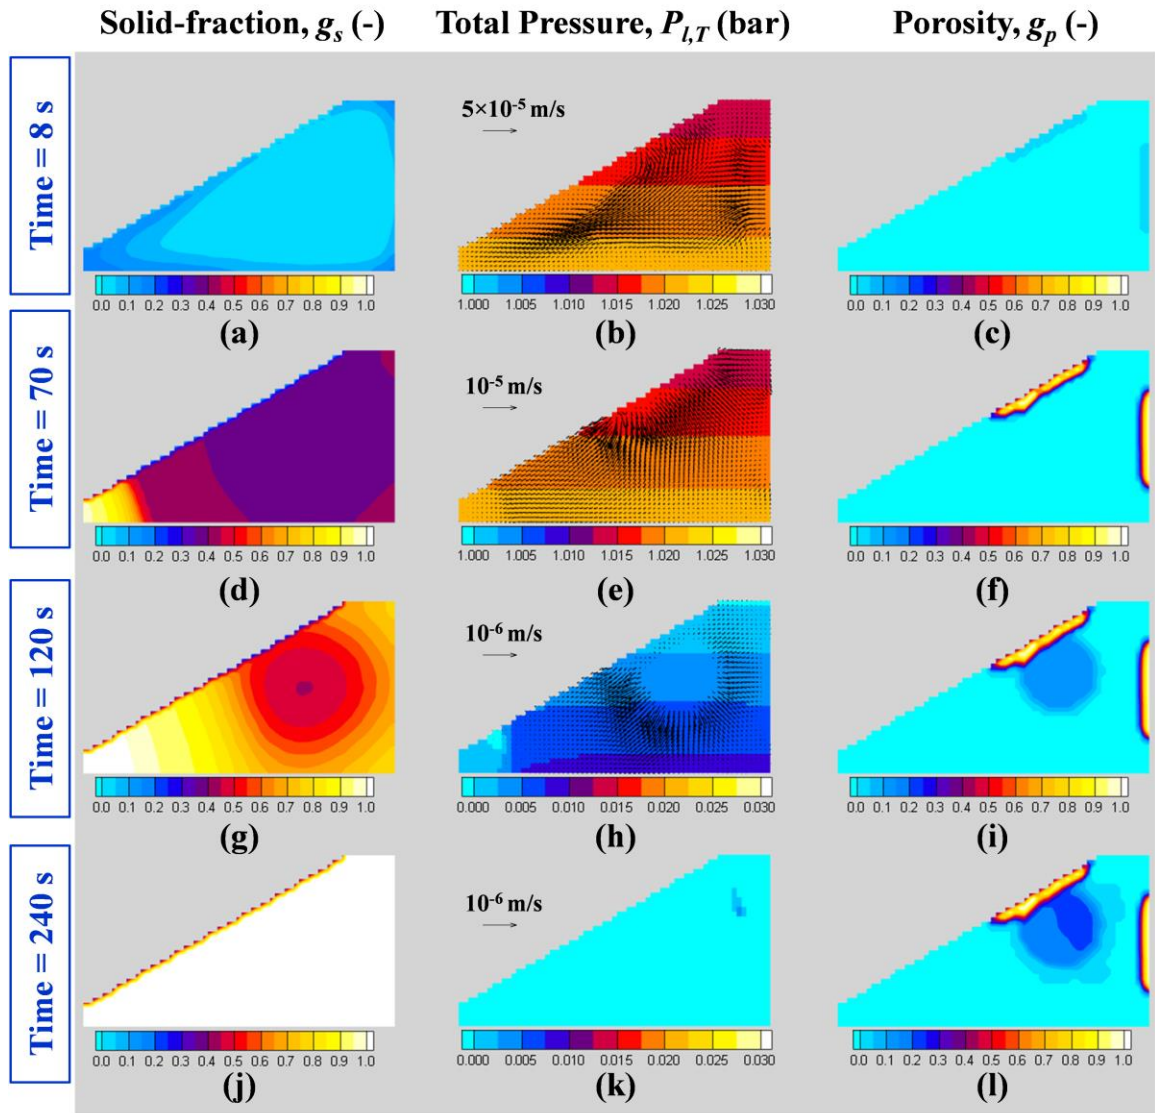 Solid-fraction, gₛ (-) Total Pressure, Pₗ,T (bar) Porosity, gₚ (-)
Time = 8 s
5×10⁻⁵ m/s
0.0 0.1 0.2 0.3 0.4 0.5 0.6 0.7 0.8 0.9 1.0 1.000 1.005 1.010 1.015 1.020 1.025 1.030 0.0 0.1 0.2 0.3 0.4 0.5 0.6 0.7 0.8 0.9 1.0
(a) (b) (c)
Time = 70 s
10⁻⁵ m/s
0.0 0.1 0.2 0.3 0.4 0.5 0.6 0.7 0.8 0.9 1.0 1.000 1.005 1.010 1.015 1.020 1.025 1.030 0.0 0.1 0.2 0.3 0.4 0.5 0.6 0.7 0.8 0.9 1.0
(d) (e) (f)
Time = 120 s
10⁻⁶ m/s
0.0 0.1 0.2 0.3 0.4 0.5 0.6 0.7 0.8 0.9 1.0 0.000 0.005 0.010 0.015 0.020 0.025 0.030 0.0 0.1 0.2 0.3 0.4 0.5 0.6 0.7 0.8 0.9 1.0
(g) (h) (i)
Time = 240 s
10⁻⁶ m/s
0.0 0.1 0.2 0.3 0.4 0.5 0.6 0.7 0.8 0.9 1.0 0.000 0.005 0.010 0.015 0.020 0.025 0.030 0.0 0.1 0.2 0.3 0.4 0.5 0.6 0.7 0.8 0.9 1.0
(j) (k) (l)